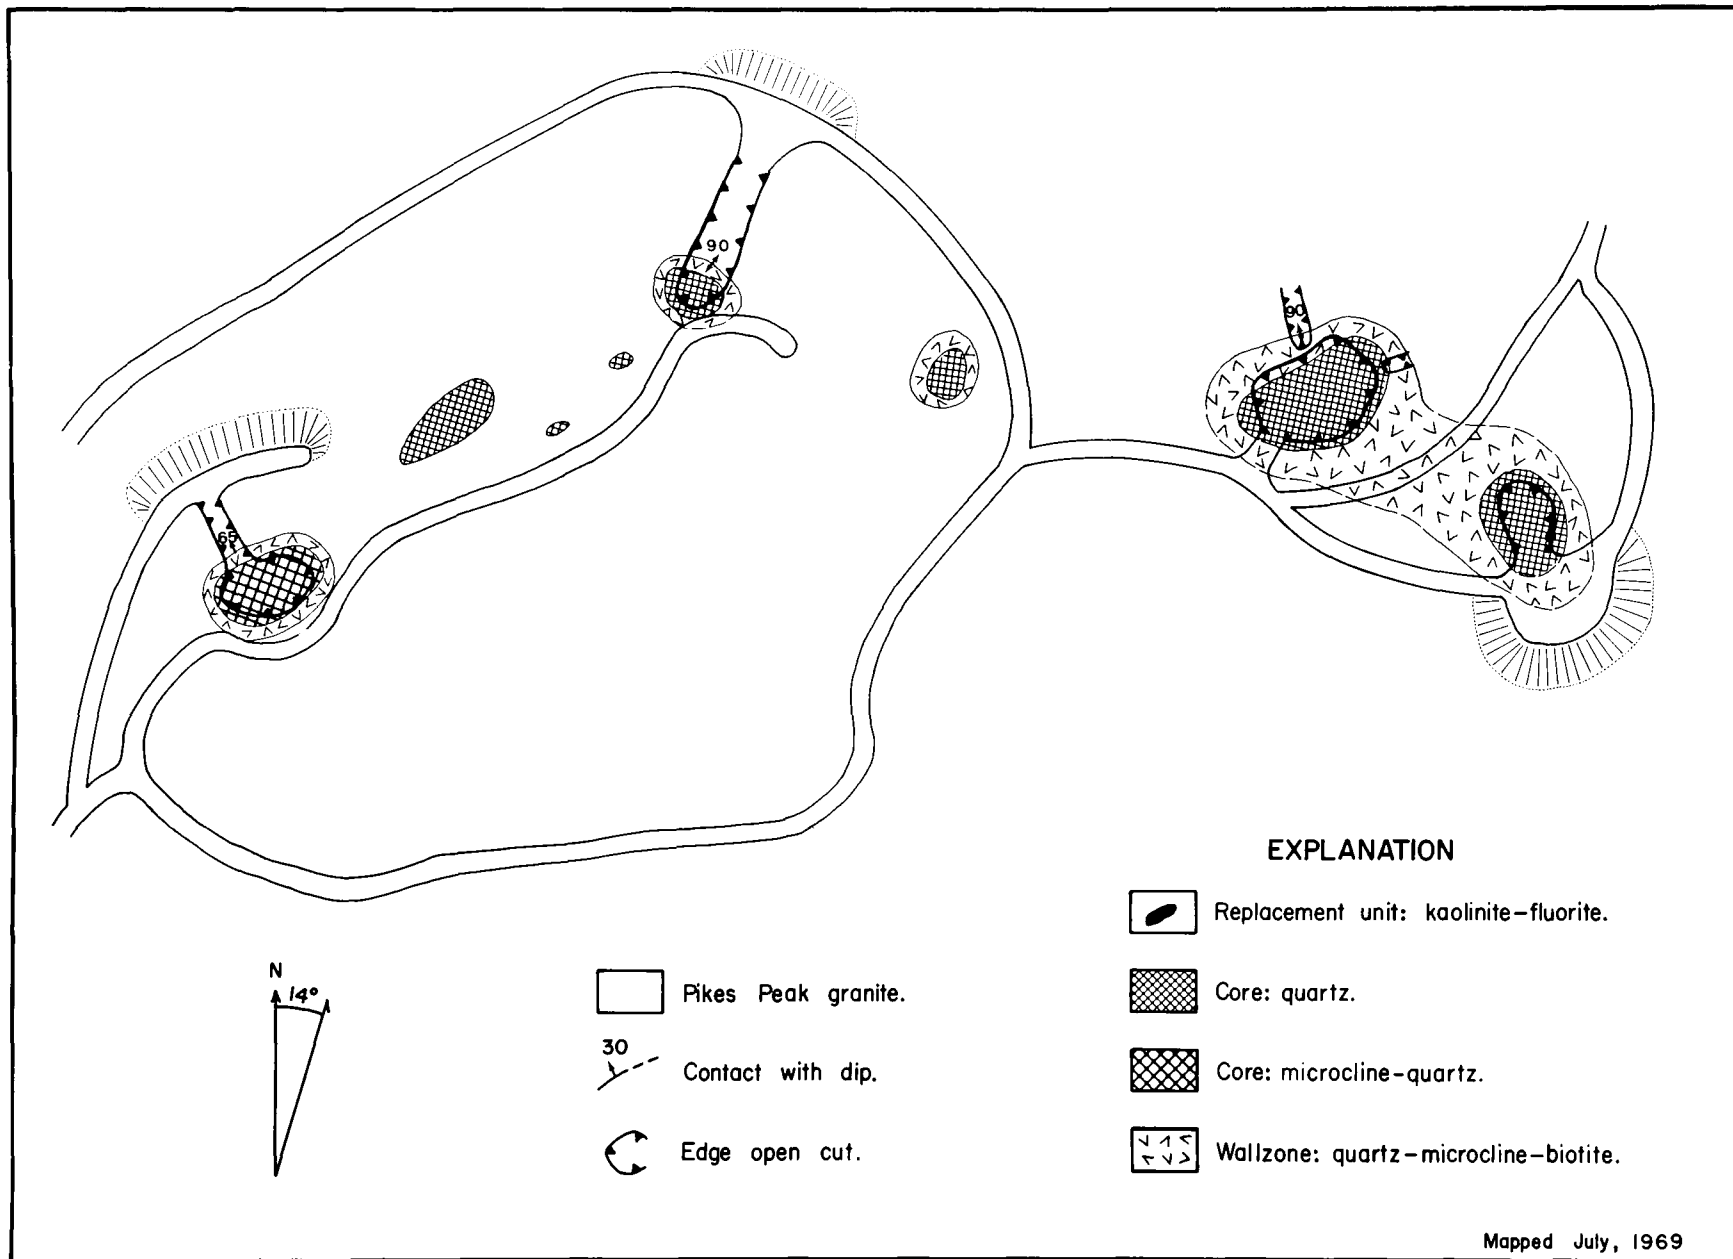 90
90
65
EXPLANATION
Replacement unit: kaolinite-fluorite.
N
14°
Pikes Peak granite.
Core: quartz.
30
Contact with dip.
Core: microcline-quartz.
Edge open cut.
Wallzone: quartz-microcline-biotite.
Mapped July, 1969